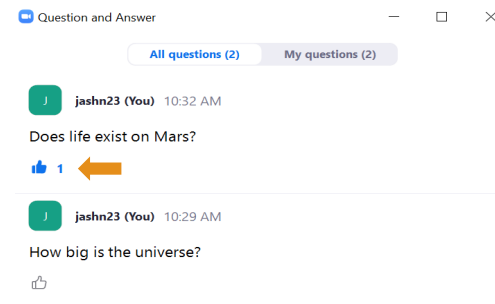 Question and Answer
All questions (2) My questions (2)
J jashn23 (You) 10:32 AM
Does life exist on Mars?
1
J jashn23 (You) 10:29 AM
How big is the universe?